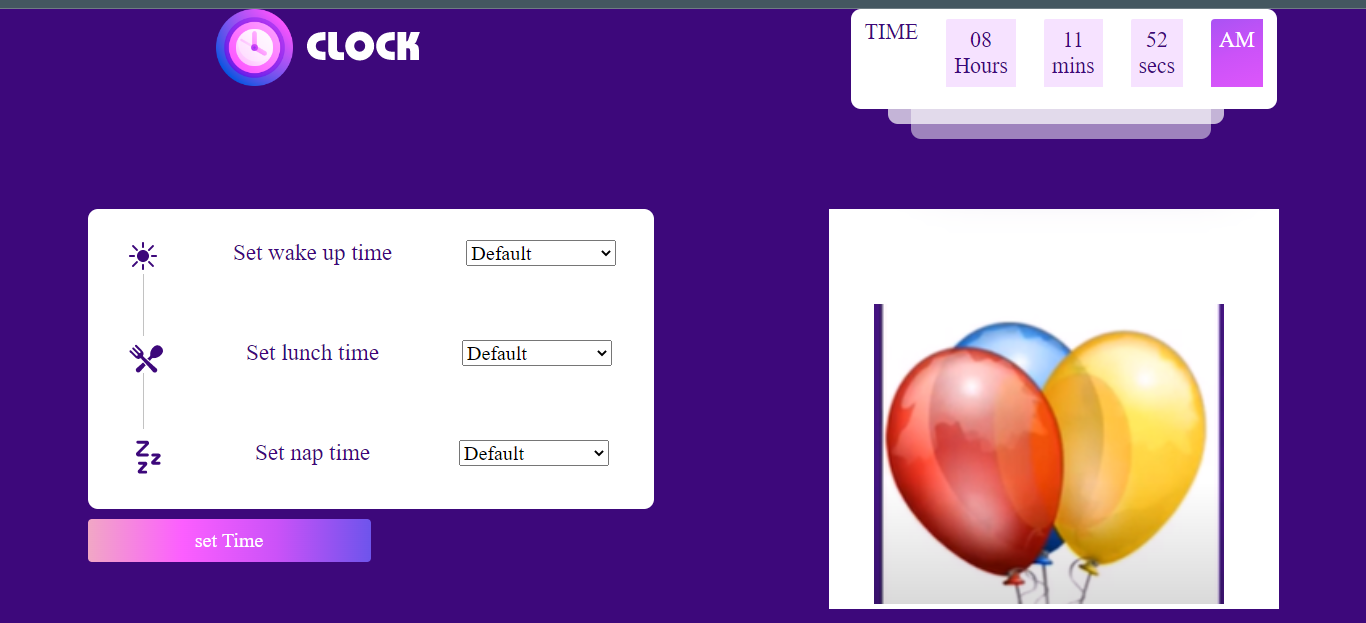 CLOCK
TIME
08
Hours
11
mins
52
secs
AM
Set wake up time
Default
Set lunch time
Default
Set nap time
Default
set Time